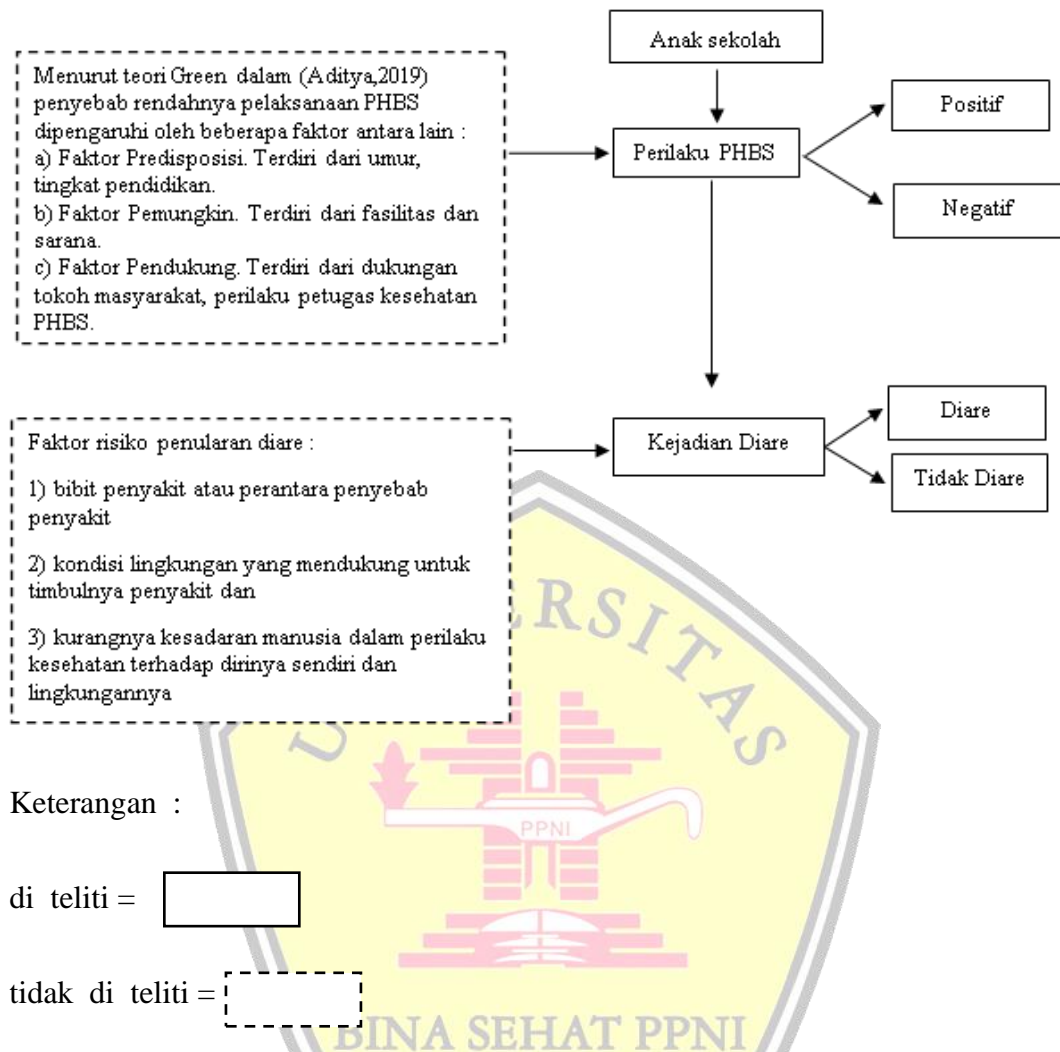 Anak sekolah
Menurut teori Green dalam (Aditya,2019)
penyebab rendahnya pelaksanaan PHBS
dipengaruhi oleh beberapa faktor antara lain :
a) Faktor Predisposisi. Terdiri dari umur,
tingkat pendidikan.
b) Faktor Pemungkin. Terdiri dari fasilitas dan
sarana.
c) Faktor Pendukung. Terdiri dari dukungan
tokoh masyarakat, perilaku petugas kesehatan
PHBS.
Perilaku PHBS
Positif
Negatif
Faktor risiko penularan diare :
1) bibit penyakit atau perantara penyebab
penyakit
2) kondisi lingkungan yang mendukung untuk
timbulnya penyakit dan
3) kurangnya kesadaran manusia dalam perilaku
kesehatan terhadap dirinya sendiri dan
lingkungannya
Kejadian Diare
Diare
Tidak Diare
Keterangan :
di teliti =
tidak di teliti =
PPNI
BINA SEHAT PPNI